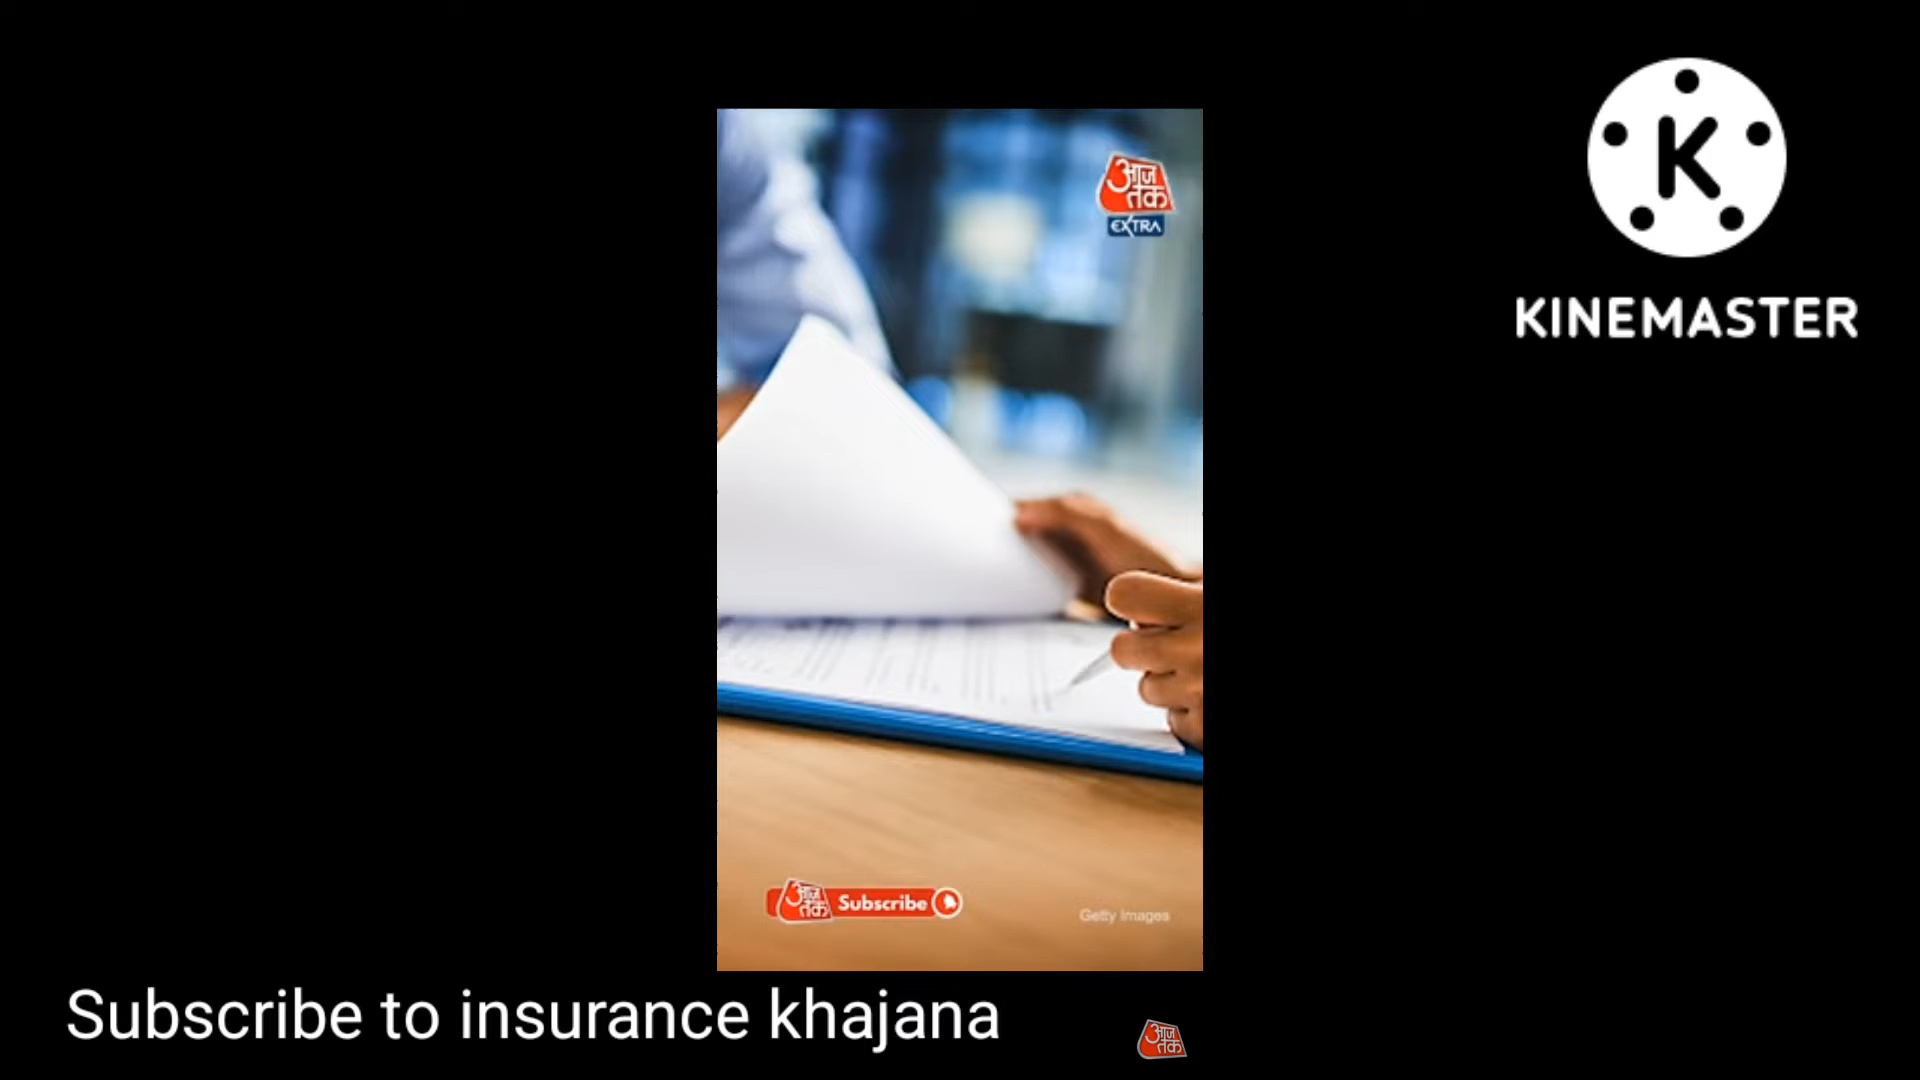 आज
तक
EXTRA
K
KINEMASTER
आज
तक
Subscribe
Getty Images
Subscribe to insurance khajana
आज
तक